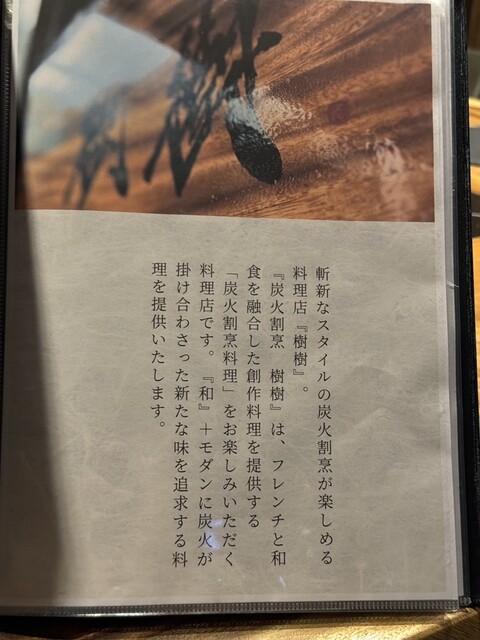 斬新なスタイルの炭火割烹が楽しめる
料理店『樹樹』。
『炭火割烹　樹樹』は、フレンチと和
食を融合した創作料理を提供する
「炭火割烹料理」をお楽しみいただく
料理店です。『和』＋モダンに炭火が
掛け合わさった新たな味を追求する料
理を提供いたします。